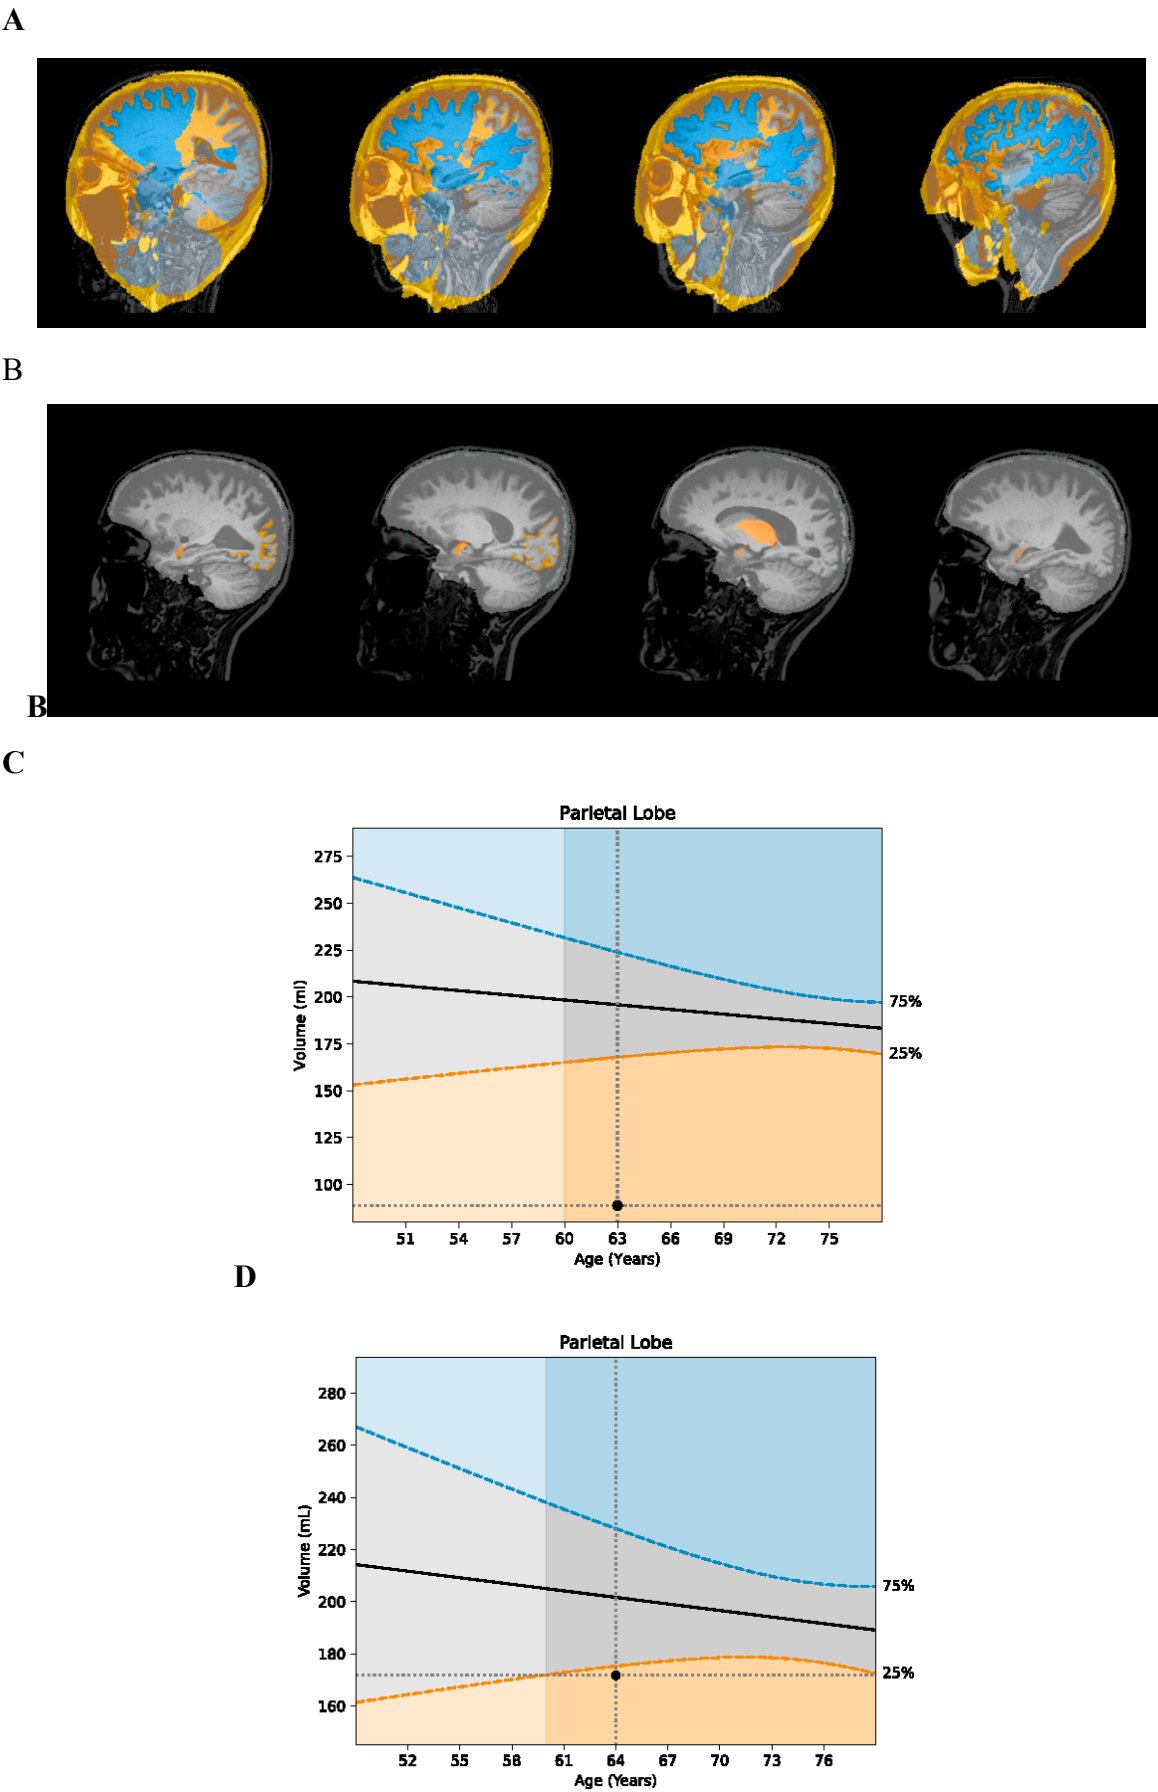 A
B
B
C
Parietal Lobe
275
250
225
200
175
150
125
100
Volume (ml)
75%
25%
51 54 57 60 63 66 69 72 75
Age (Years)
D
Parietal Lobe
280
260
240
220
200
180
160
Volume (mL)
75%
25%
52 55 58 61 64 67 70 73 76
Age (Years)